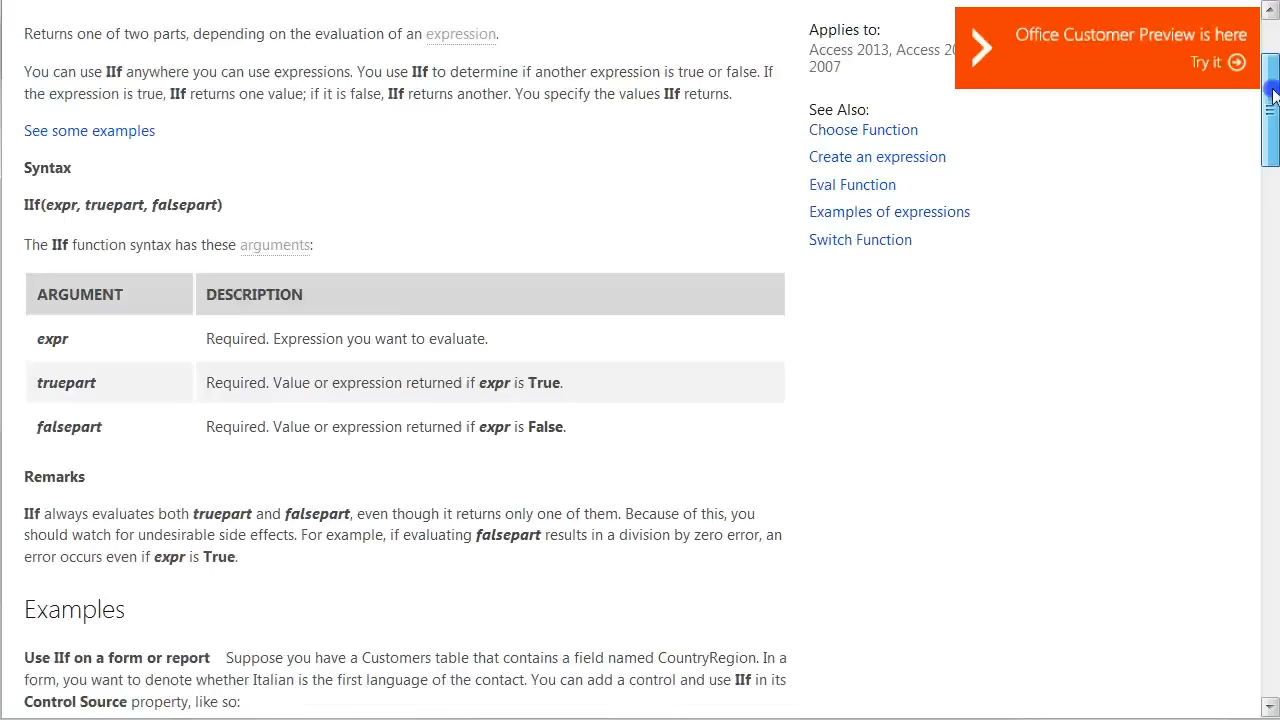 Returns one of two parts, depending on the evaluation of an expression.
You can use IIf anywhere you can use expressions. You use IIf to determine if another expression is true or false. If
the expression is true, IIf returns one value; if it is false, IIf returns another. You specify the values IIf returns.
See some examples
Syntax
IIf(expr, truepart, falsepart)
The IIf function syntax has these arguments:
ARGUMENT DESCRIPTION
expr Required. Expression you want to evaluate.
truepart Required. Value or expression returned if expr is True.
falsepart Required. Value or expression returned if expr is False.
Remarks
IIf always evaluates both truepart and falsepart, even though it returns only one of them. Because of this, you
should watch for undesirable side effects. For example, if evaluating falsepart results in a division by zero error, an
error occurs even if expr is True.
Examples
Use IIf on a form or report Suppose you have a Customers table that contains a field named CountryRegion. In a
form, you want to denote whether Italian is the first language of the contact. You can add a control and use IIf in its
Control Source property, like so:
Applies to:
Access 2013, Access
2007
See Also:
Choose Function
Create an expression
Eval Function
Examples of expressions
Switch Function
Office Customer Preview is here
Try it